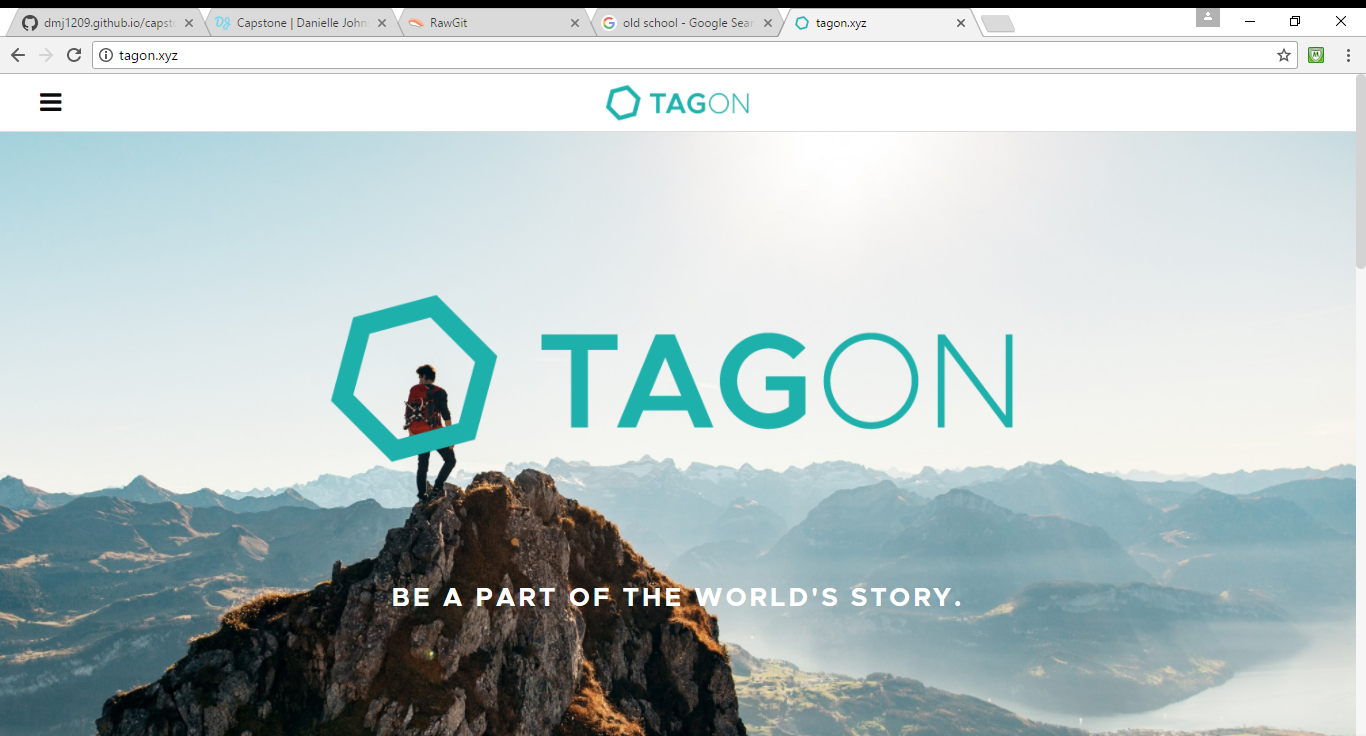 dmj1209.github.io/capst
Capstone | Danielle John
RawGit
old school - Google Sear
tagon.xyz
tagon.xyz
TAGON
TAGON
BE A PART OF THE WORLD'S STORY.